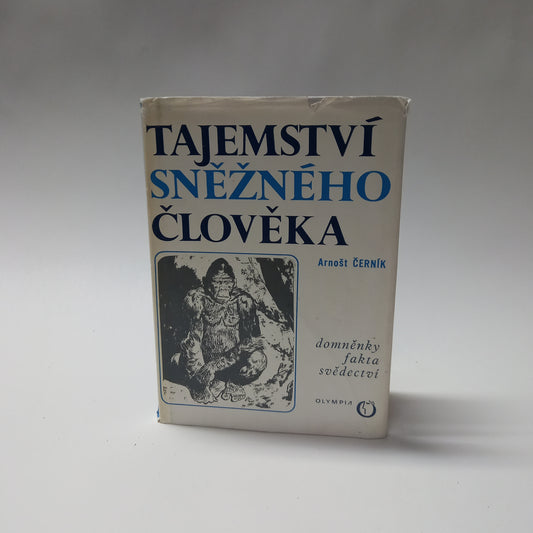 TAJEMSTVÍ
SNĚŽNÉHO
ČLOVĚKA
Arnošt ČERNÍK
domněnky
fakta
svědectví
OLYMPIA